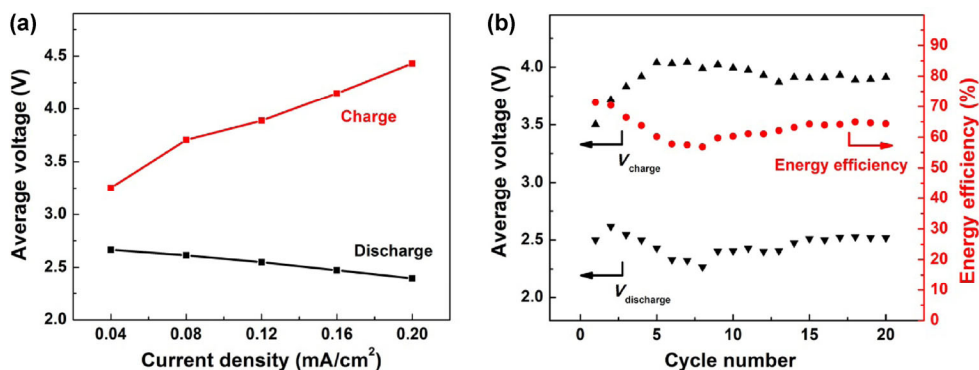 (a)
Average voltage (V)
4.5
4.0
3.5
3.0
2.5
2.0
Charge
Discharge
0.04
0.08
0.12
0.16
0.20
Current density (mA/cm²)
(b)
Average voltage (V)
4.0
3.5
3.0
2.5
2.0
V charge
Energy efficiency
V discharge
0
5
10
15
20
Cycle number
90
80
70
60
50
40
30
20
10
0
Energy efficiency (%)